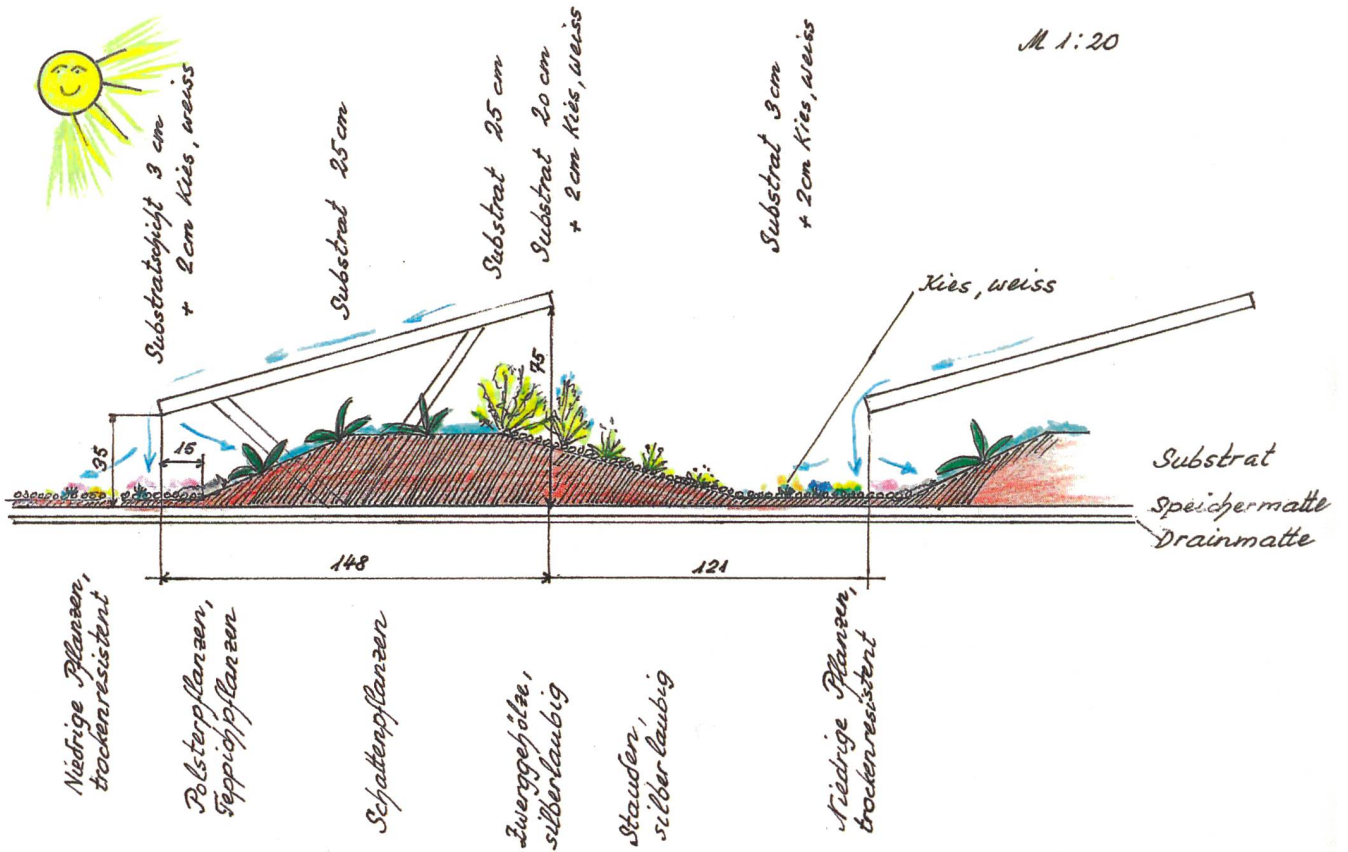 M 1:20
Substratschicht 3 cm
+ 2cm Kies, weiss
Substrat 25 cm
Substrat 25 cm
Substrat 20 cm
+ 2 cm Kies, weiss
Substrat 3 cm
+ 2 cm Kies, weiss
Kies, weiss
75
35
15
Substrat
Speichermatte
Drainmatte
148
121
Niedrige Pflanzen,
trockenresistent
Polsterpflanzen,
Teppichpflanzen
Schattenpflanzen
Zwerggehölze,
silberlaubig
Stauden,
silberlaubig
Niedrige Pflanzen,
trockenresistent